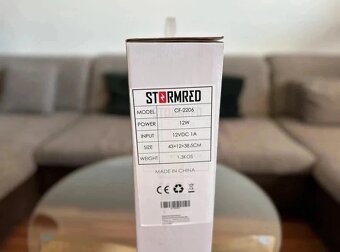 STORMRED
MODEL CF-2206
POWER 12W
INPUT 12VDC 1A
SIZE 43×12×38.5CM
WEIGHT 1.3KGS
MADE IN CHINA
CE